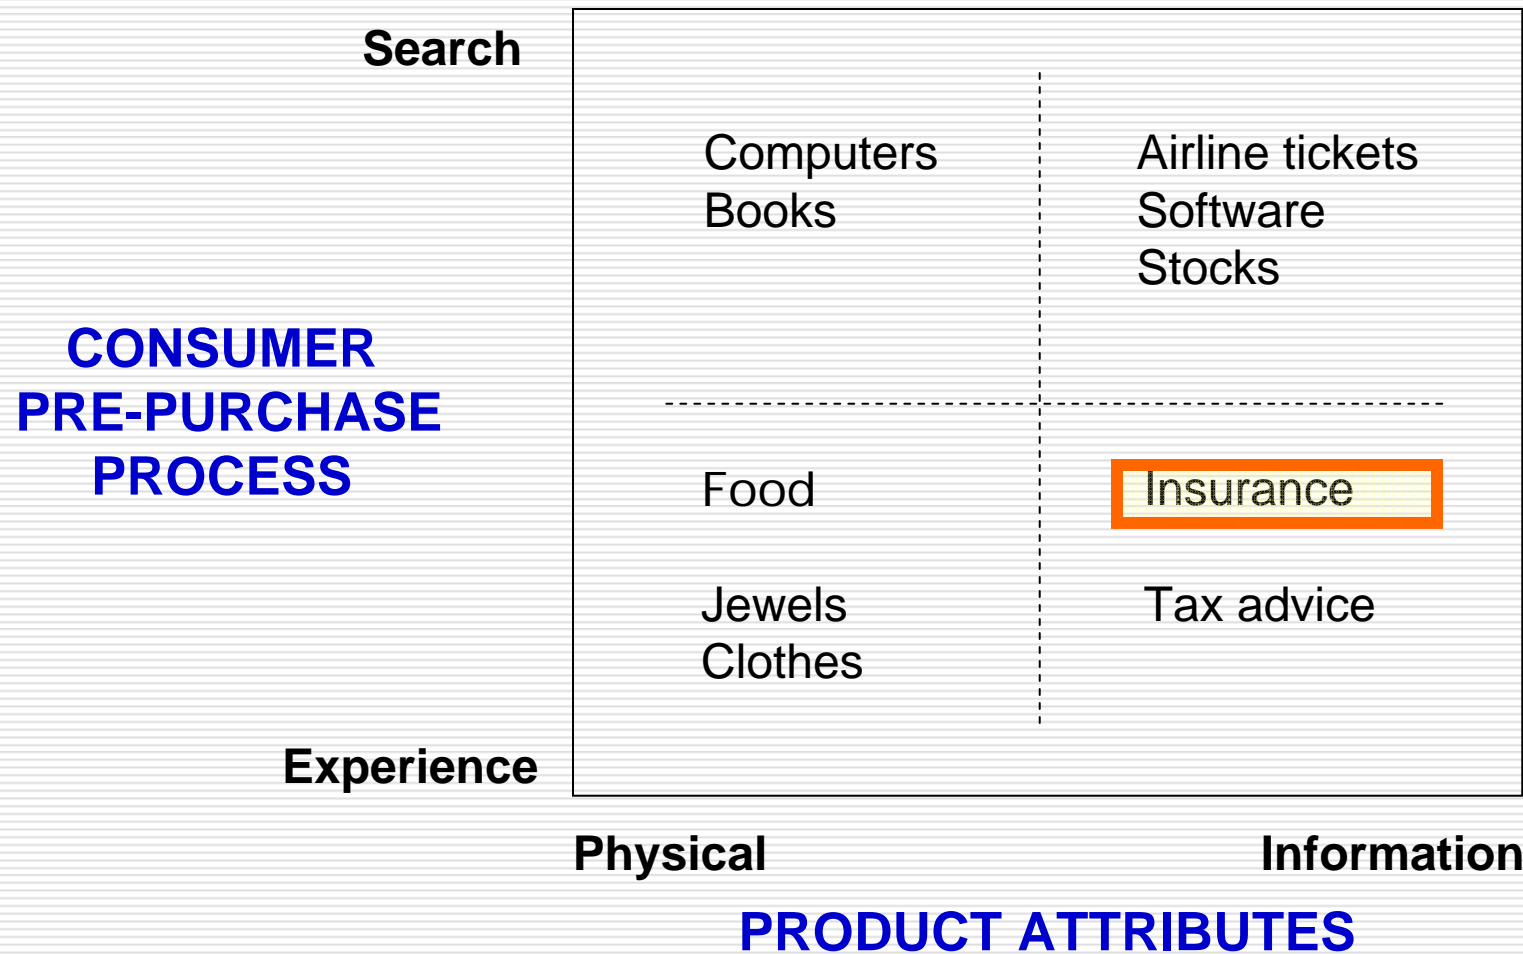 Search
Computers
Books
Airline tickets
Software
Stocks
CONSUMER
PRE-PURCHASE
PROCESS
Food
Insurance
Jewels
Clothes
Tax advice
Experience
Physical
Information
PRODUCT ATTRIBUTES